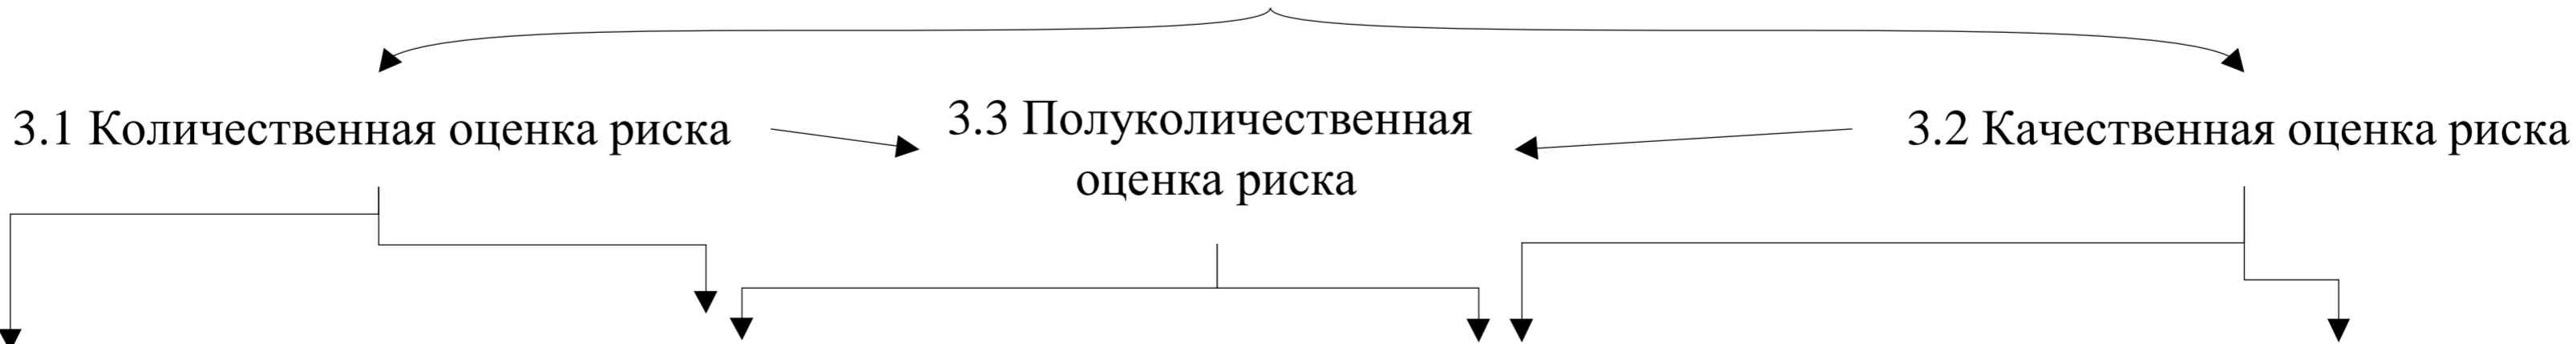 3.1 Количественная оценка риска
3.3 Полуколичественная
оценка риска
3.2 Качественная оценка риска